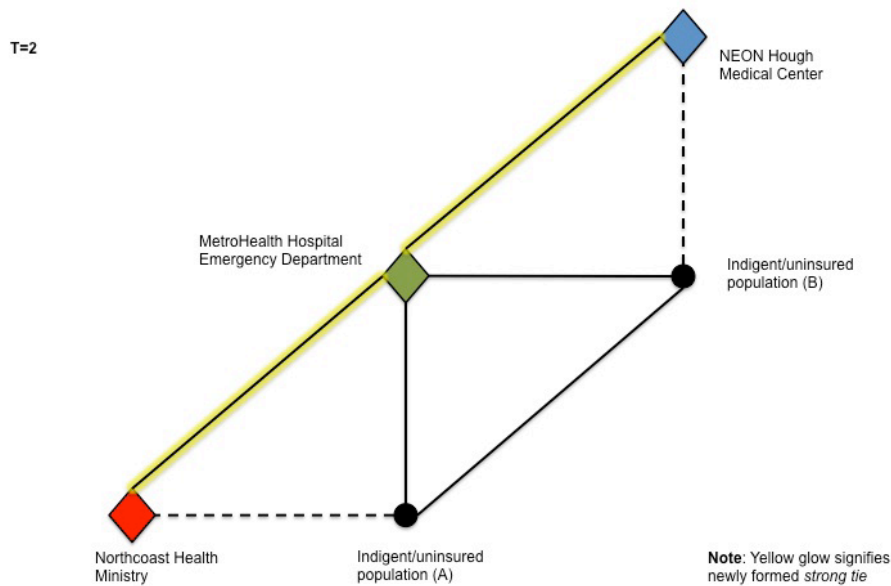 T=2
NEON Hough
Medical Center
MetroHealth Hospital
Emergency Department
Indigent/uninsured
population (B)
Northcoast Health
Ministry
Indigent/uninsured
population (A)
Note: Yellow glow signifies
newly formed strong tie